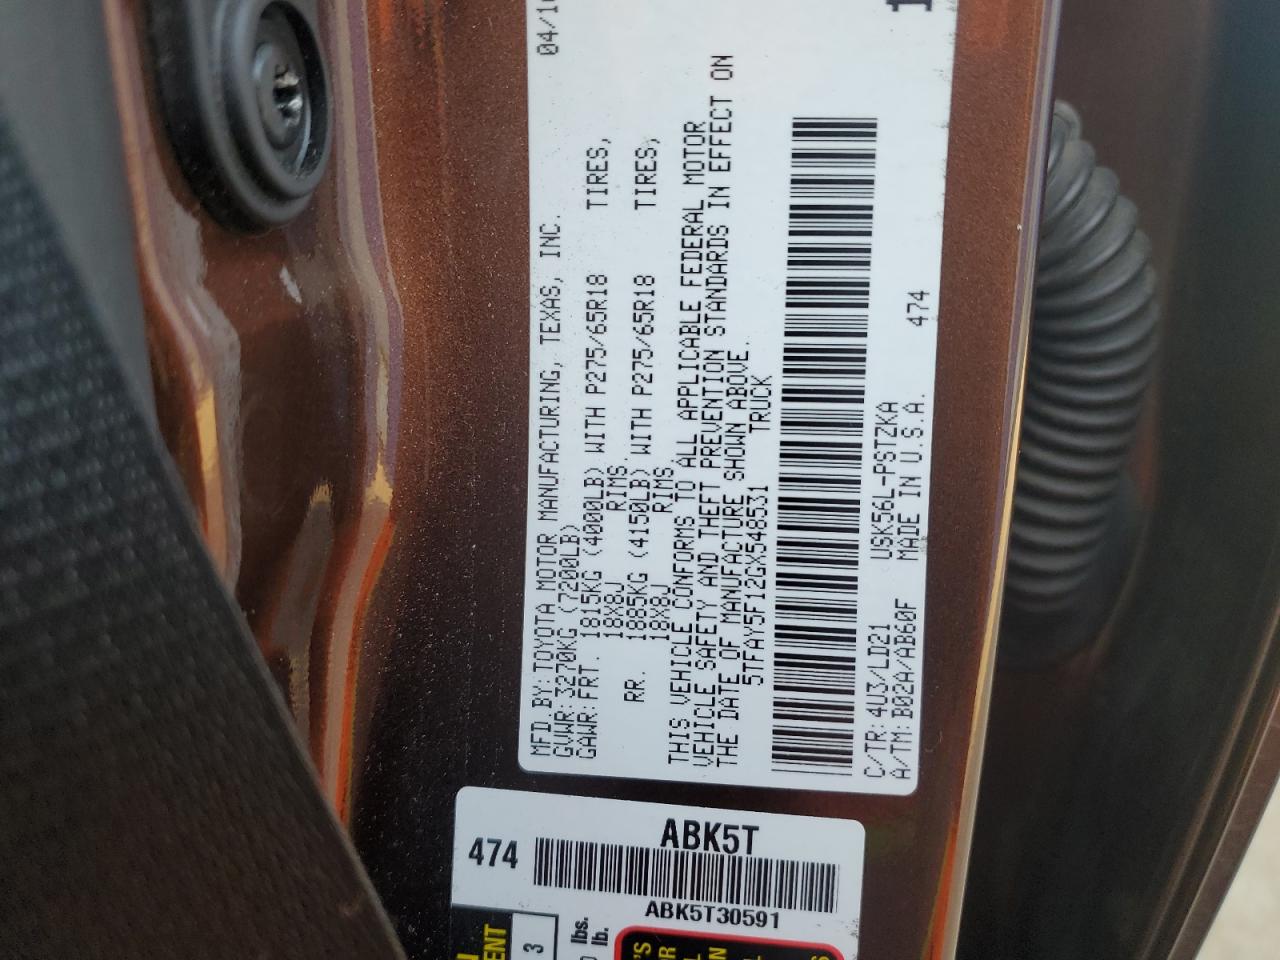 MFD BY:TOYOTA MOTOR MANUFACTURING, TEXAS, INC. 04/16
GVWR:3270KG (7200LB)
GAWR:FRT. 1815KG (4000LB) WITH P275/65R18 TIRES,
18X8J RIMS.
RR. 1885KG (4150LB) WITH P275/65R18 TIRES,
18X8J RIMS
THIS VEHICLE CONFORMS TO ALL APPLICABLE FEDERAL MOTOR
VEHICLE SAFETY AND THEFT PREVENTION STANDARDS IN EFFECT ON
THE DATE OF MANUFACTURE SHOWN ABOVE.
5TFAY5F12GX548531 TRUCK
C/TR:4U3/LD21 USK56L-PSTZKA
A/TM:B02A/AB60F MADE IN U.S.A. 474
474 ABK5T
ABK5T30591
3
lbs.
lb.